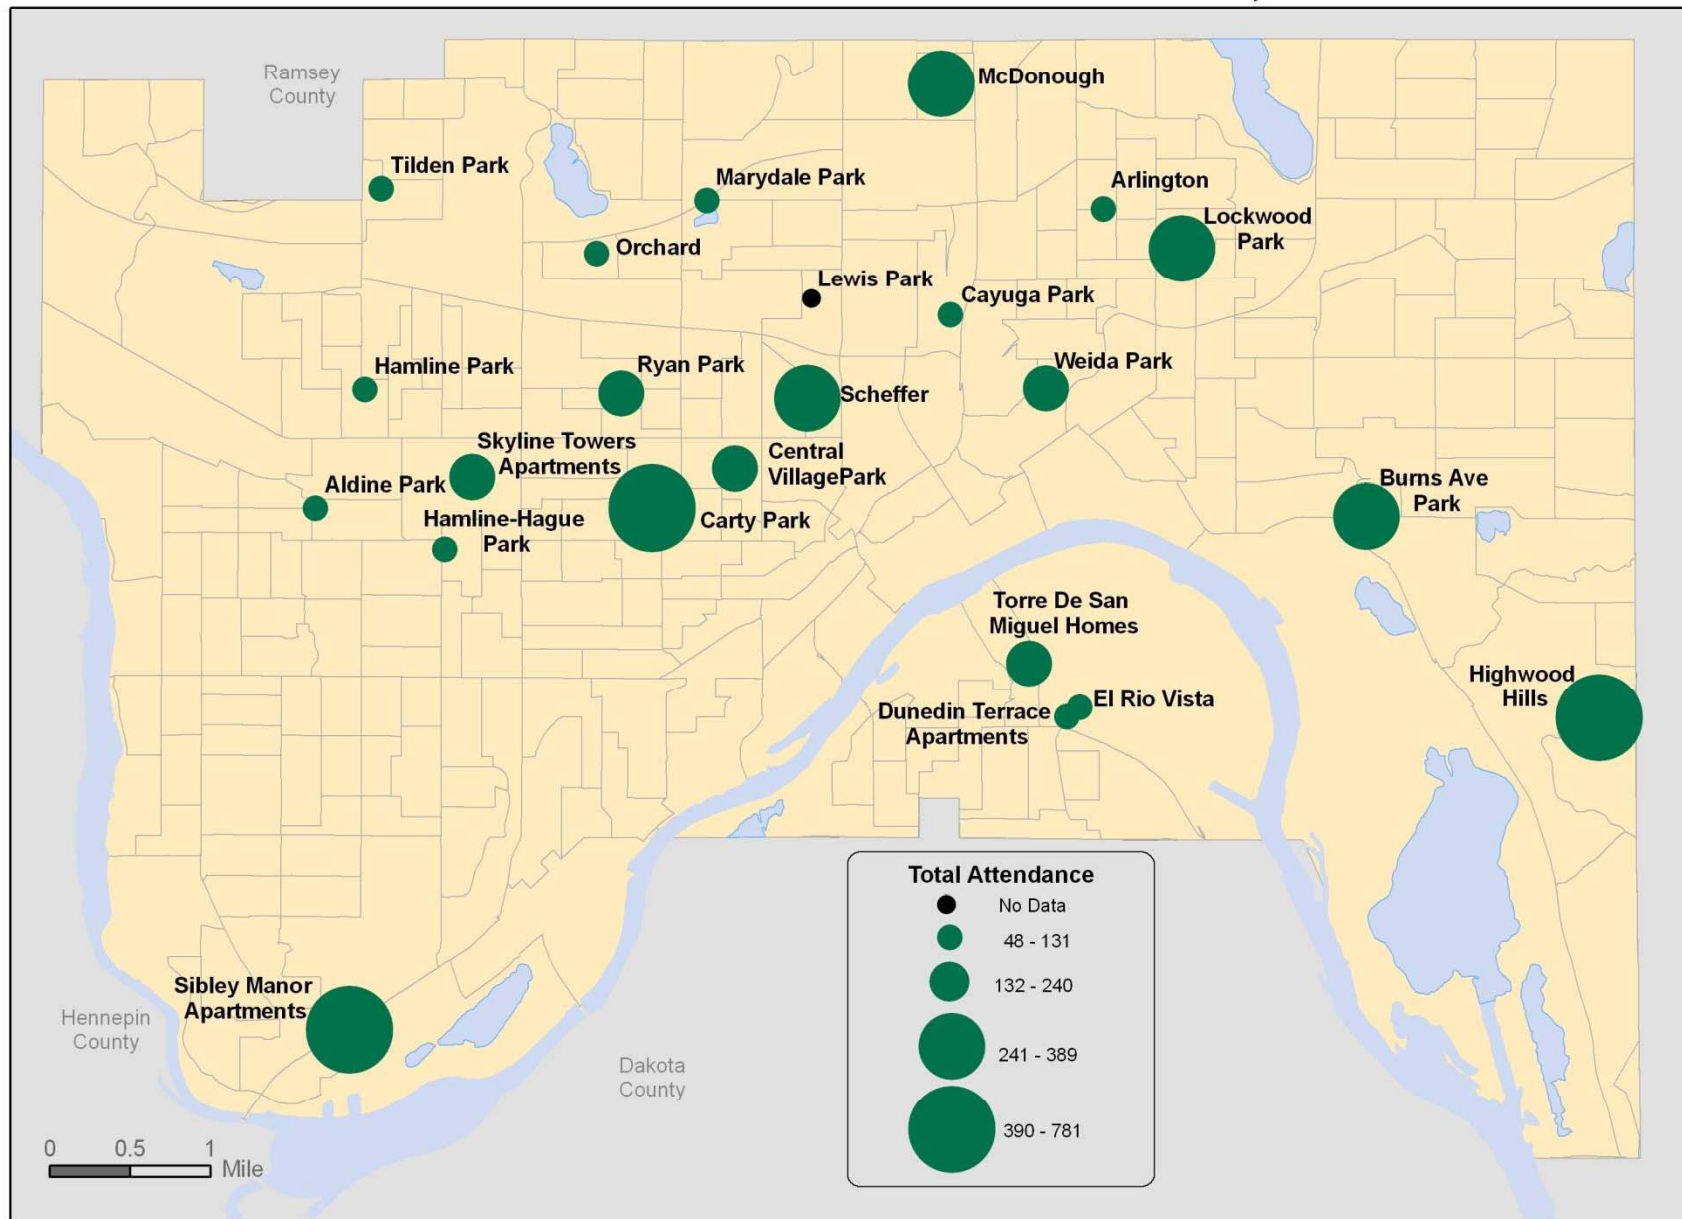 Ramsey
County
McDonough
Tilden Park
Marydale Park
Arlington
Lockwood
Park
Orchard
Lewis Park
Cayuga Park
Hamline Park
Ryan Park
Weida Park
Scheffer
Skyline Towers
Apartments
Central
VillagePark
Aldine Park
Burns Ave
Park
Hamline-Hague
Park
Carty Park
Torre De San
Miguel Homes
El Rio Vista
Dunedin Terrace
Apartments
Highwood
Hills
Sibley Manor
Apartments
Hennepin
County
Dakota
County
Total Attendance
No Data
48 - 131
132 - 240
241 - 389
390 - 781
0 0.5 1
Mile